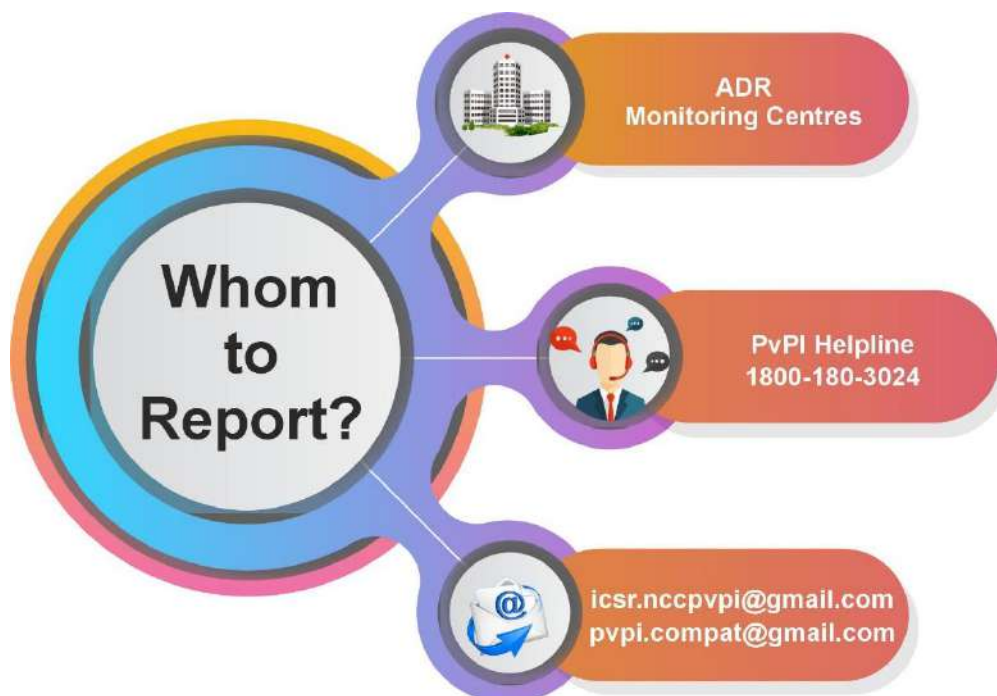 Whom
to
Report?
ADR
Monitoring Centres
PvPI Helpline
1800-180-3024
icsr.nccpvpi@gmail.com
pvpi.compat@gmail.com
@